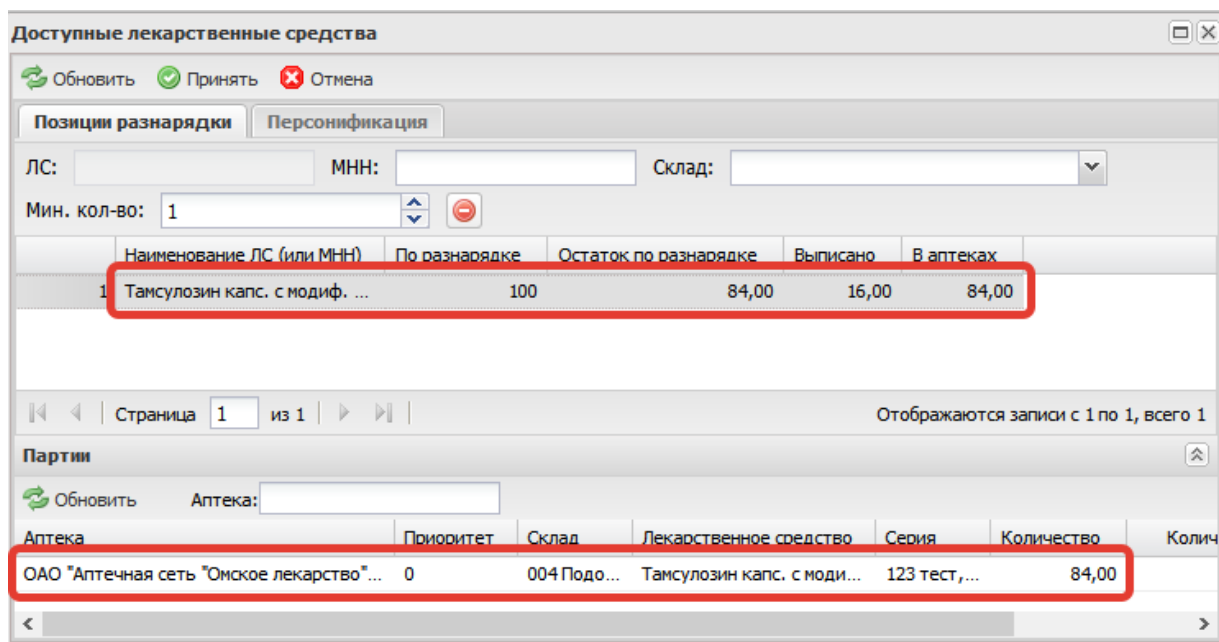 Доступные лекарственные средства
Обновить Принять Отмена
Позиции разнарядки Персонификация
ЛС: МНН: Склад:
Мин. кол-во: 1
Наименование ЛС (или МНН) По разнарядке Остаток по разнарядке Выписано В аптеках
1 Тамсулозин капс. с модиф. ... 100 84,00 16,00 84,00
Страница 1 из 1 Отображаются записи с 1 по 1, всего 1
Партии
Обновить Аптека:
Аптека Приоритет Склад Лекарственное средство Серия Количество Колич
ОАО "Аптечная сеть "Омское лекарство"... 0 004 Подо... Тамсулозин капс. с моди... 123 тест,... 84,00